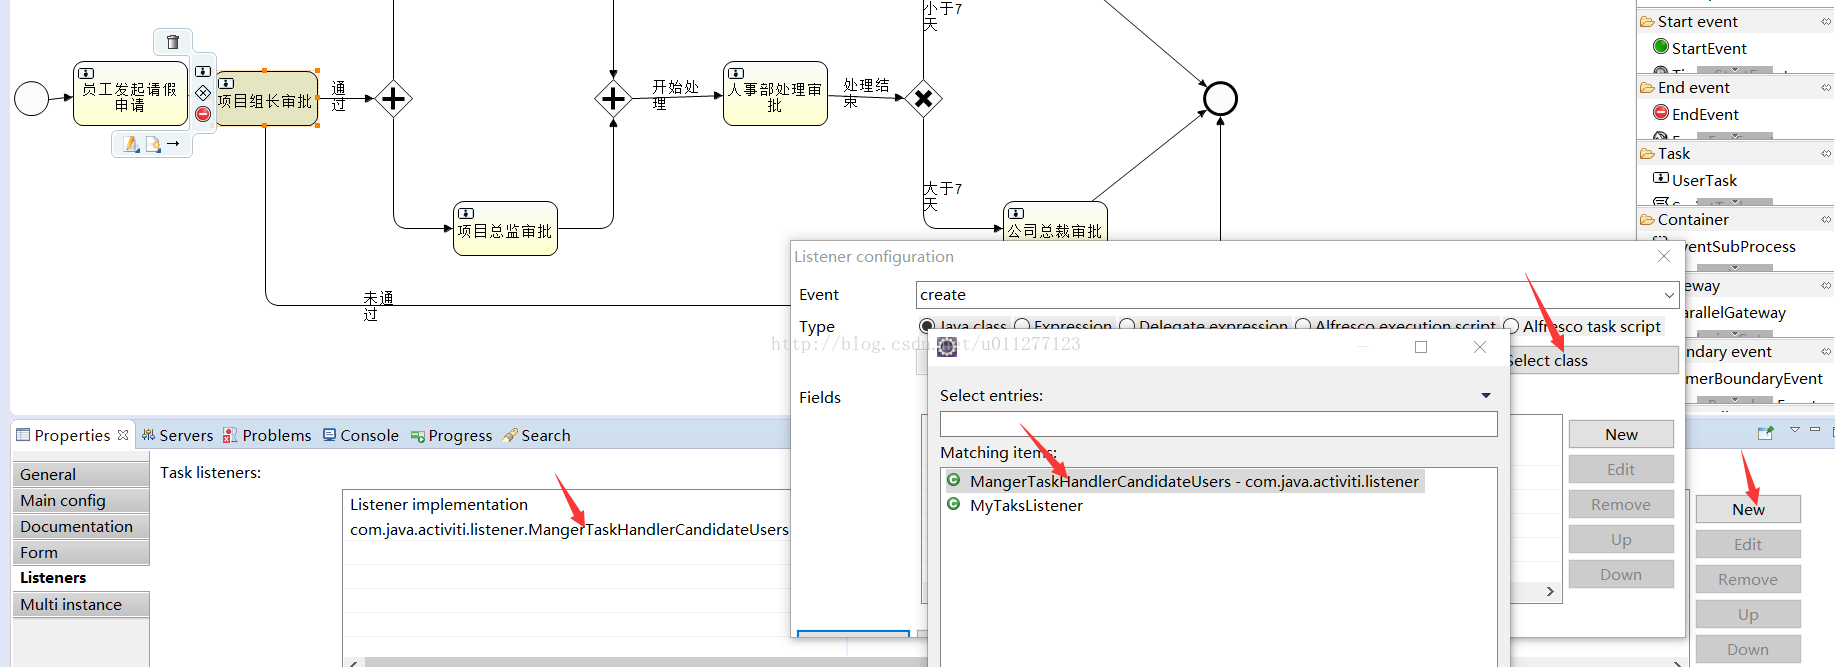 小于7
天
员工发起请假
申请
项目组长审批
通
过
开始处
理
人事部处理审
批
处理结
束
大于7
天
项目总监审批
公司总裁审批
未通
过
Start event
StartEvent
End event
EndEvent
Task
UserTask
Container
ventSubProcess
eway
arallelGateway
ndary event
merBoundaryEvent
Listener configuration
Event
create
Type
Java class
Expression
Delegate expression
Alfresco execution script
Alfresco task script
http://blog.csdn.net/u011277123
Select class
Fields
New
Edit
Remove
Up
Down
Select entries:
Matching items:
MangerTaskHandlerCandidateUsers - com.java.activiti.listener
MyTaksListener
Properties
Servers
Problems
Console
Progress
Search
General
Main config
Documentation
Form
Listeners
Multi instance
Task listeners:
Listener implementation
com.java.activiti.listener.MangerTaskHandlerCandidateUsers
New
Edit
Remove
Up
Down